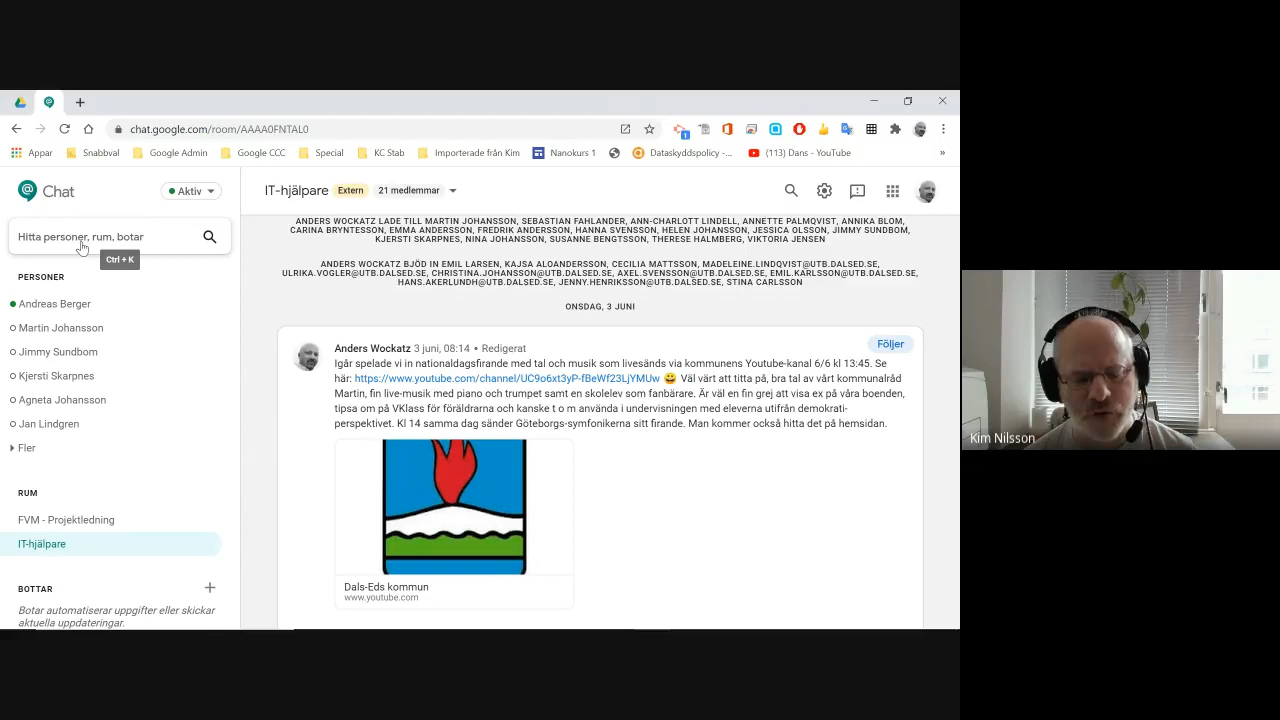 chat.google.com/room/AAAA0FNTAL0
1
Appar
Snabbval
Google Admin
Google CCC
Special
KC Stab
Importerade från Kim
Nanokurs 1
Dataskyddspolicy -...
(113) Dans - YouTube
»
Chat
Aktiv
Hitta personer, rum, botar
Ctrl + K
PERSONER
Andreas Berger
Martin Johansson
Jimmy Sundbom
Kjersti Skarpnes
Agneta Johansson
Jan Lindgren
Fler
RUM
FVM - Projektledning
IT-hjälpare
BOTTAR
Botar automatiserar uppgifter eller skickar
aktuella uppdateringar.
IT-hjälpare Extern 21 medlemmar
ANDERS WOCKATZ LADE TILL MARTIN JOHANSSON, SEBASTIAN FAHLANDER, ANN-CHARLOTT LINDELL, ANNETTE PALMQVIST, ANNIKA BLOM,
CARINA BRYNTESSON, EMMA ANDERSSON, FREDRIK ANDERSSON, HANNA SVENSSON, HELEN JOHANSSON, JESSICA OLSSON, JIMMY SUNDBOM,
KJERSTI SKARPNES, NINA JOHANSSON, SUSANNE BENGTSSON, THERESE HALMBERG, VIKTORIA JENSEN
ANDERS WOCKATZ BJÖD IN EMIL LARSEN, KAJSA ALOANDERSSON, CECILIA MATTSSON, MADELEINE.LINDQVIST@UTB.DALSED.SE,
ULRIKA.VOGLER@UTB.DALSED.SE, CHRISTINA.JOHANSSON@UTB.DALSED.SE, AXEL.SVENSSON@UTB.DALSED.SE, EMIL.KARLSSON@UTB.DALSED.SE,
HANS.AKERLUNDH@UTB.DALSED.SE, JENNY.HENRIKSSON@UTB.DALSED.SE, STINA CARLSSON
ONSDAG, 3 JUNI
Anders Wockatz 3 juni, 08:14 • Redigerat
Följer
Igår spelade vi in nationaldagsfirande med tal och musik som livesänds via kommunens Youtube-kanal 6/6 kl 13:45. Se
här: https://www.youtube.com/channel/UC9o6xt3yP-fBeWf23LjYMUw 😀 Väl värt att titta på, bra tal av vårt kommunalråd
Martin, fin live-musik med piano och trumpet samt en skolelev som fanbärare. Är väl en fin grej att visa ex på våra boenden,
tipsa om på VKlass för föräldrarna och kanske t o m använda i undervisningen med eleverna utifrån demokrati-
perspektivet. Kl 14 samma dag sänder Göteborgs-symfonikerna sitt firande. Man kommer också hitta det på hemsidan.
Dals-Eds kommun
www.youtube.com
Kim Nilsson